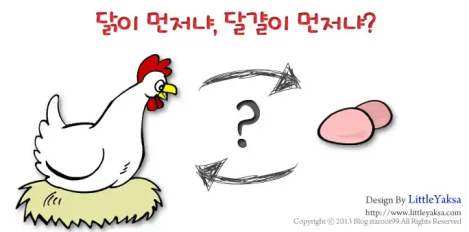 닭이 먼저냐, 달걀이 먼저냐?
?
Design By LittleYaksa
http://www.littleyaksa.com
Copyright ⓒ 2013 Blog staroot99 All Rights Reserved